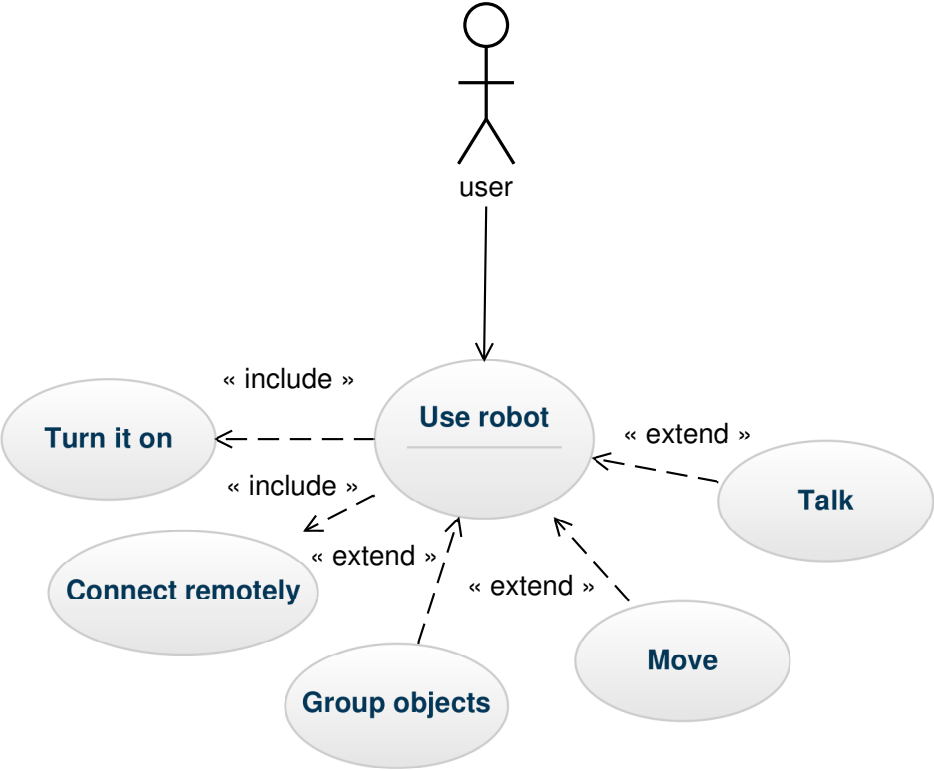 user
« include »
Use robot
« extend »
Turn it on
« include »
Talk
« extend »
« extend »
Connect remotely
Move
Group objects